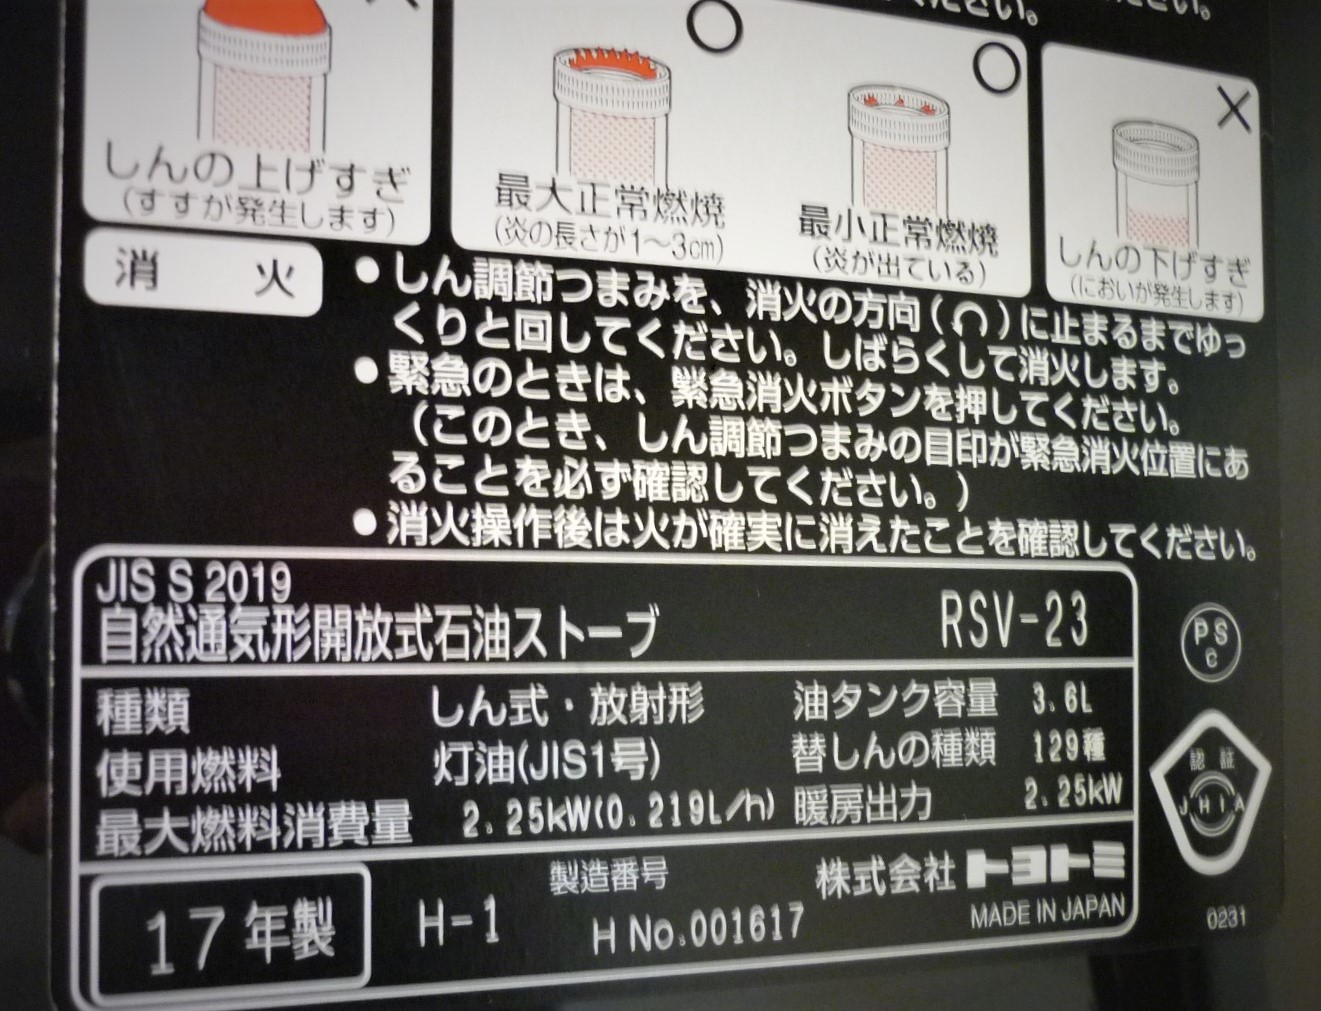 ください。
しんの上げすぎ
(すすが発生します)
最大正常燃焼
(炎の長さが1〜3cm)
最小正常燃焼
(炎が出ている)
しんの下げすぎ
(においが発生します)
消 火
●しん調節つまみを、消火の方向( )に止まるまでゆっ
くりと回してください。しばらくして消火します。
●緊急のときは、緊急消火ボタンを押してください。
(このとき、しん調節つまみの目印が緊急消火位置にあ
ることを必ず確認してください。)
●消火操作後は火が確実に消えたことを確認してください。
JIS S 2019
自然通気形開放式石油ストーブ RSV-23
種類 しん式・放射形 油タンク容量 3.6L
使用燃料 灯油(JIS1号) 替しんの種類 129種
最大燃料消費量 2.25kW(0.219L/h) 暖房出力 2.25kW
17年製 H-1 製造番号
H No.001617
株式会社トヨトミ
MADE IN JAPAN
PS
C
認 証
JHIA
0231